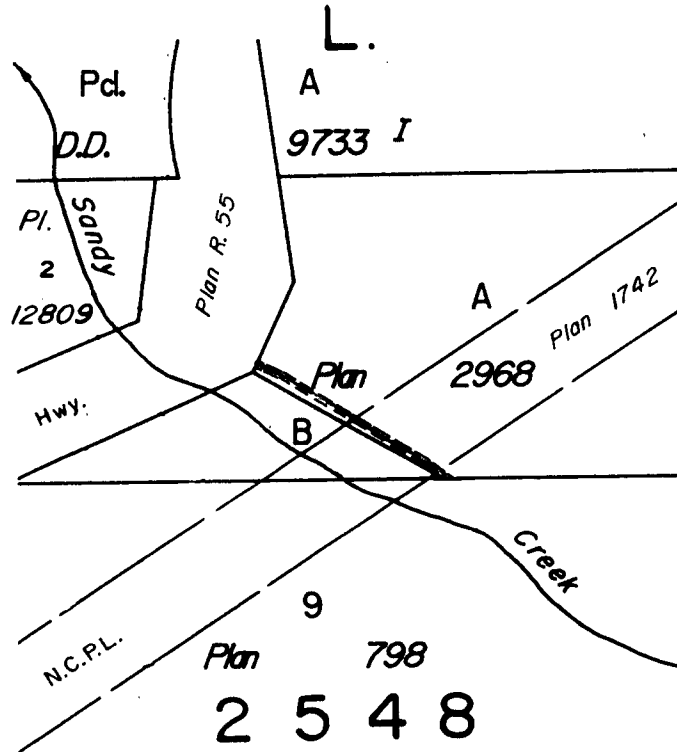 L.
Pcl. A
D.D. 9733 I
Pl. Sandy Plan R. 55
2 A Plan 1742
12809
Plan 2968
Hwy.
B
Creek
9
N.C.P.L.
Plan 798
2 5 4 8